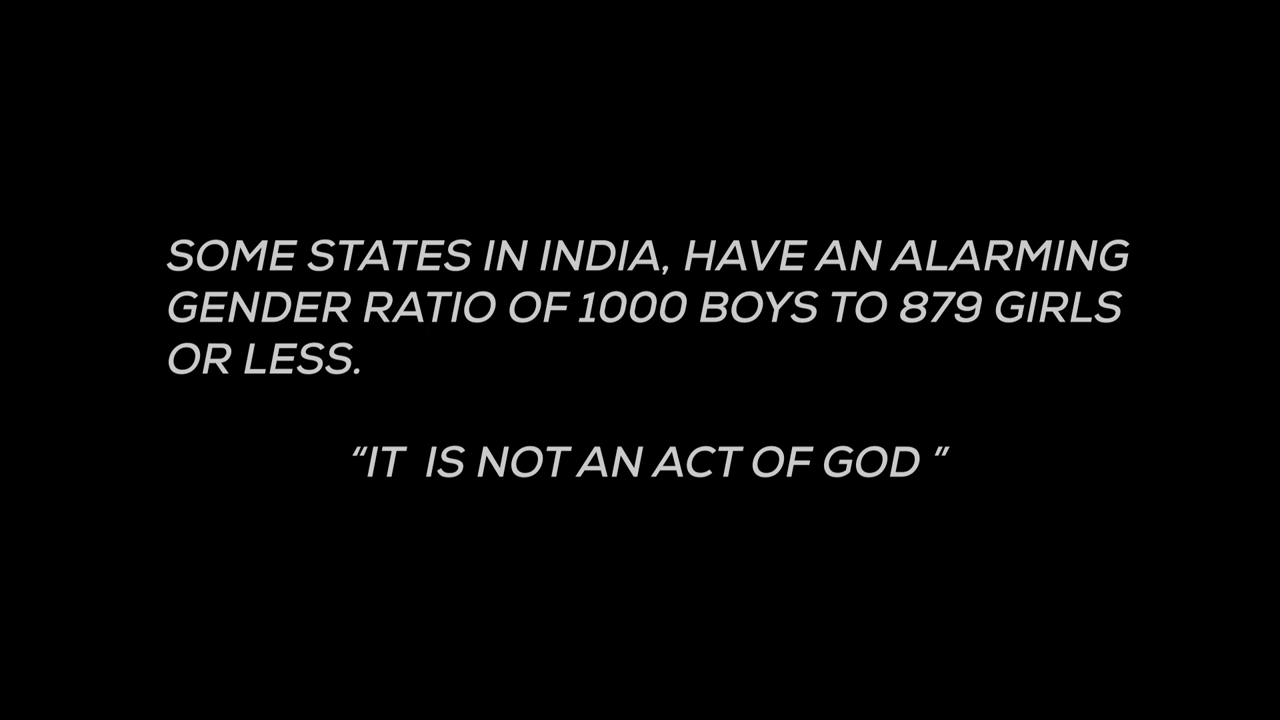 SOME STATES IN INDIA, HAVE AN ALARMING
GENDER RATIO OF 1000 BOYS TO 879 GIRLS
OR LESS.
“IT  IS NOT AN ACT OF GOD ”